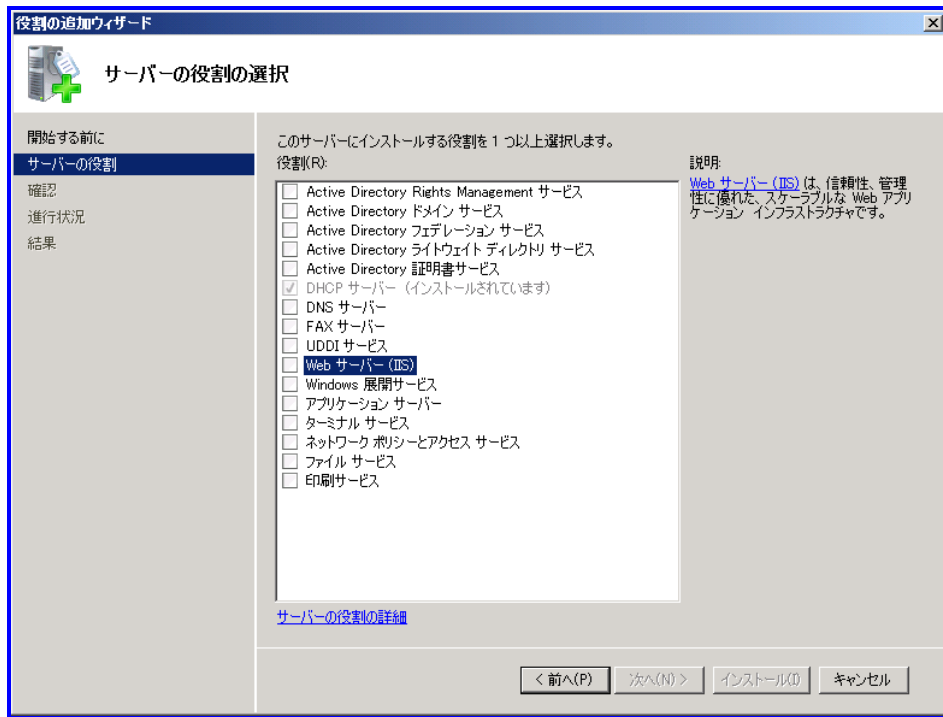 役割の追加ウィザード
サーバーの役割の選択
開始する前に
サーバーの役割
確認
進行状況
結果
このサーバーにインストールする役割を 1 つ以上選択します。
役割(R):
Active Directory Rights Management サービス
Active Directory ドメイン サービス
Active Directory フェデレーション サービス
Active Directory ライトウェイト ディレクトリ サービス
Active Directory 証明書サービス
DHCP サーバー (インストールされています)
DNS サーバー
FAX サーバー
UDDI サービス
Web サーバー (IIS)
Windows 展開サービス
アプリケーション サーバー
ターミナル サービス
ネットワーク ポリシーとアクセス サービス
ファイル サービス
印刷サービス
サーバーの役割の詳細
説明:
Web サーバー (IIS) は、信頼性、管理
性に優れた、スケーラブルな Web アプリ
ケーション インフラストラクチャです。
< 前へ(P)
次へ(N) >
インストール(I)
キャンセル